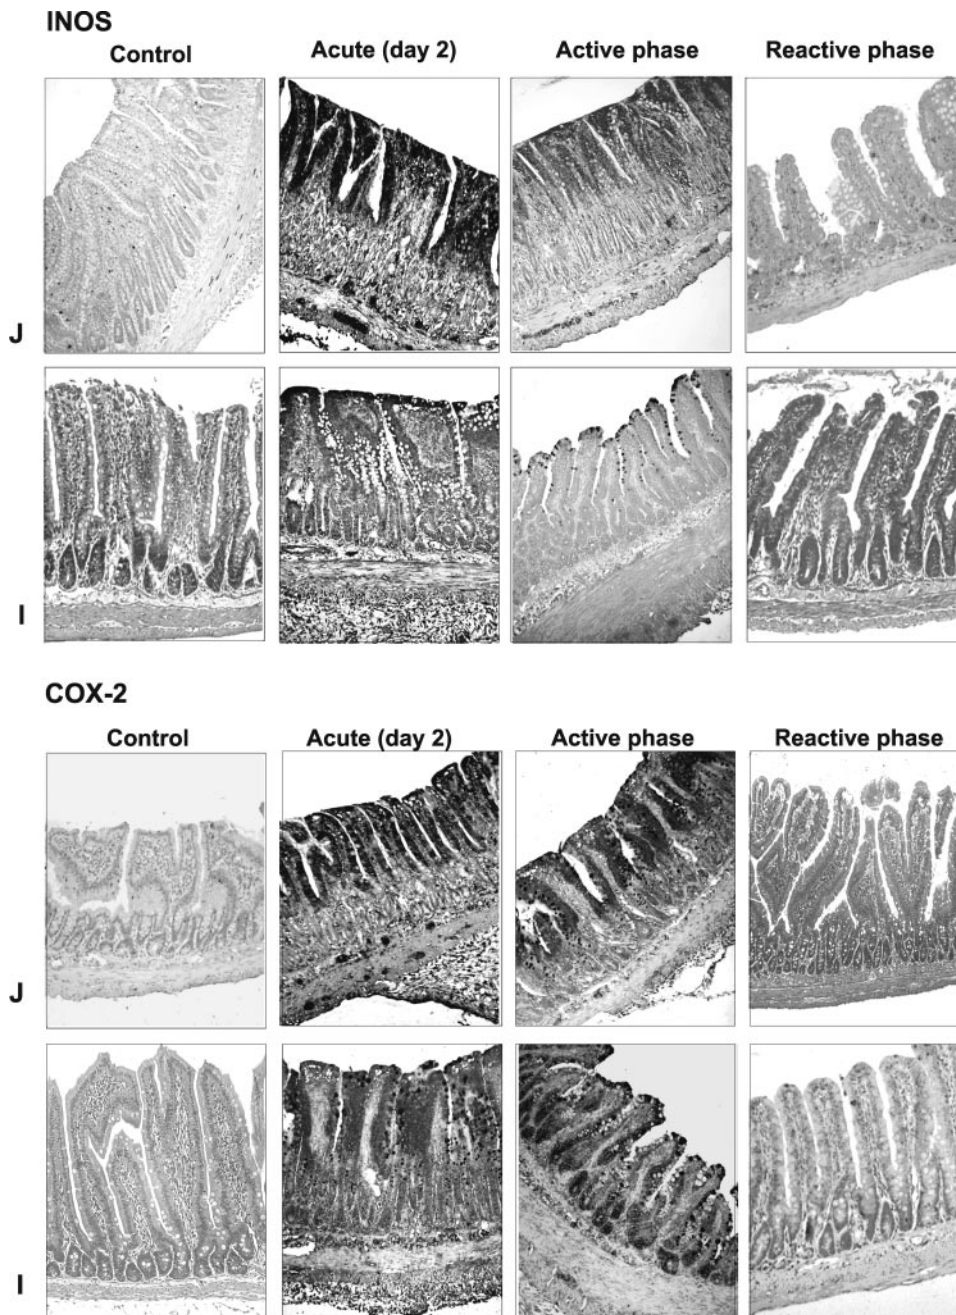 INOS
Control Acute (day 2) Active phase Reactive phase
J
I
COX-2
Control Acute (day 2) Active phase Reactive phase
J
I